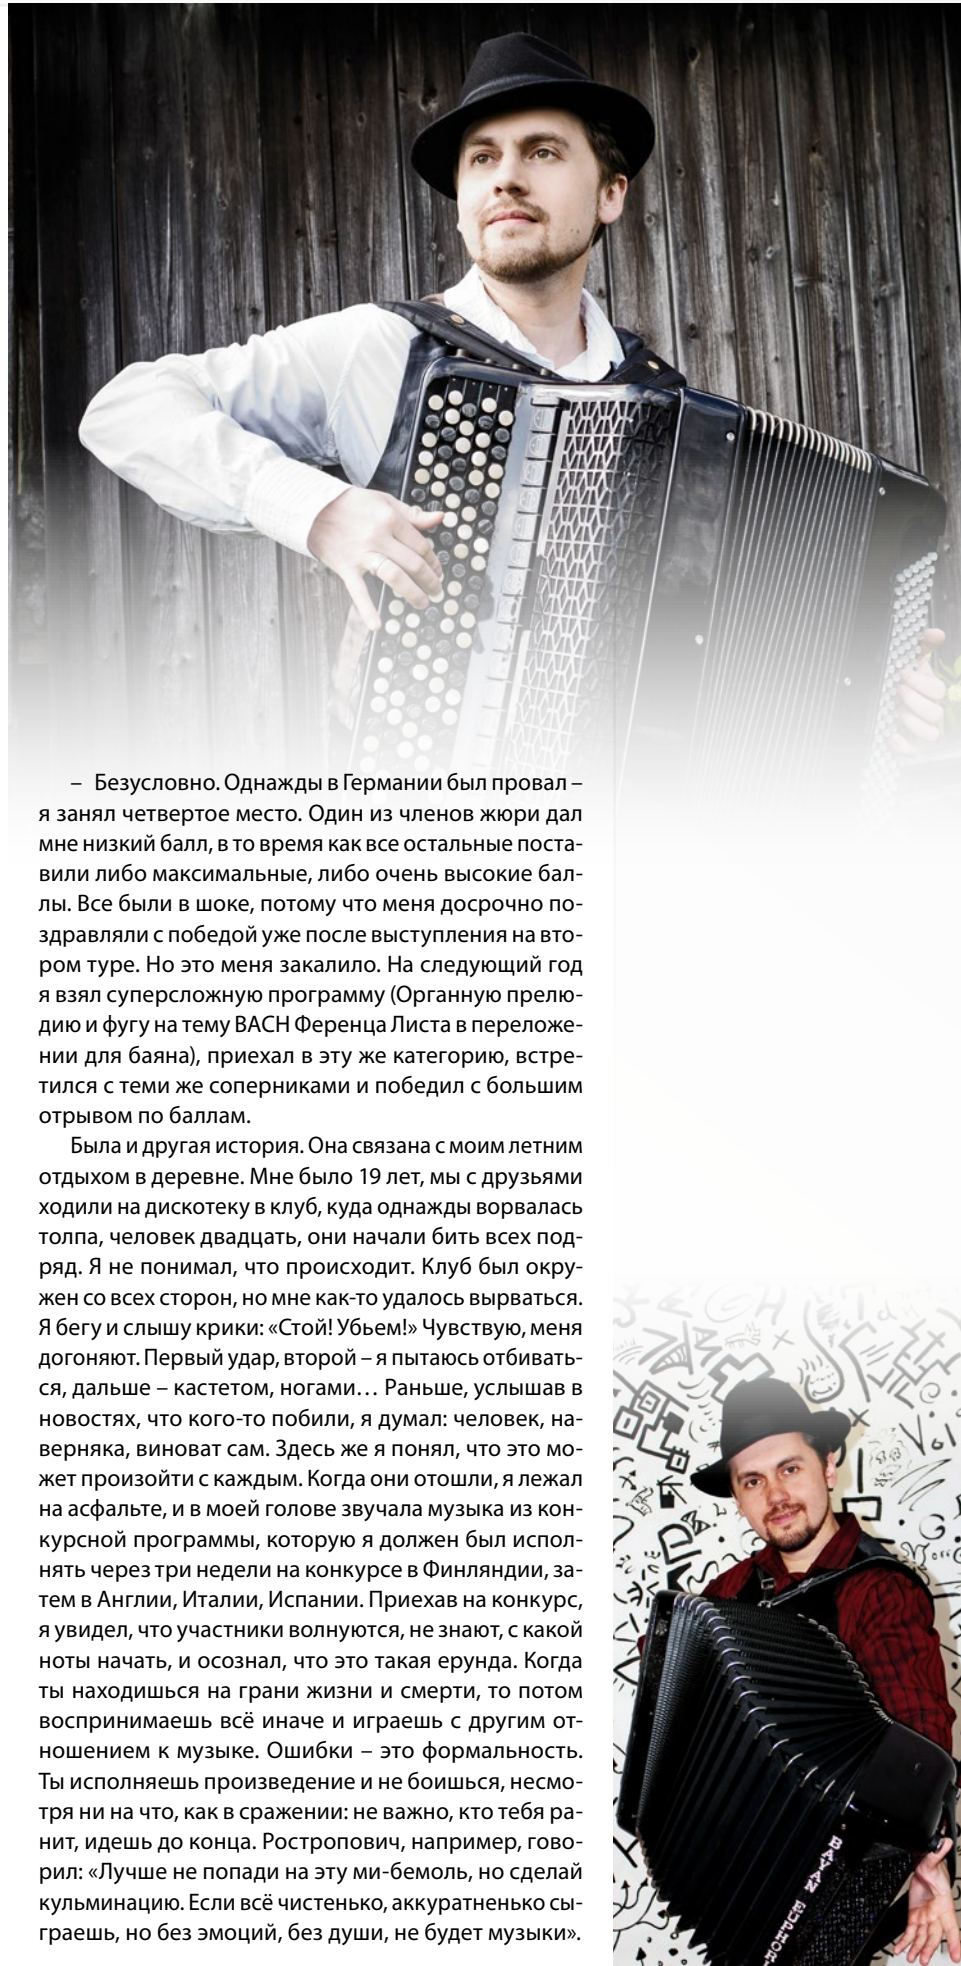 – Безусловно. Однажды в Германии был провал –
я занял четвертое место. Один из членов жюри дал
мне низкий балл, в то время как все остальные поста-
вили либо максимальные, либо очень высокие бал-
лы. Все были в шоке, потому что меня досрочно по-
здравляли с победой уже после выступления на вто-
ром туре. Но это меня закалило. На следующий год
я взял суперсложную программу (Органную прелю-
дию и фугу на тему BACH Ференца Листа в переложе-
нии для баяна), приехал в эту же категорию, встре-
тился с теми же соперниками и победил с большим
отрывом по баллам.
Была и другая история. Она связана с моим летним
отдыхом в деревне. Мне было 19 лет, мы с друзьями
ходили на дискотеку в клуб, куда однажды ворвалась
толпа, человек двадцать, они начали бить всех под-
ряд. Я не понимал, что происходит. Клуб был окру-
жен со всех сторон, но мне как-то удалось вырваться.
Я бегу и слышу крики: «Стой! Убьем!» Чувствую, меня
догоняют. Первый удар, второй – я пытаюсь отбивать-
ся, дальше – кастетом, ногами… Раньше, услышав в
новостях, что кого-то побили, я думал: человек, на-
верняка, виноват сам. Здесь же я понял, что это мо-
жет произойти с каждым. Когда они отошли, я лежал
на асфальте, и в моей голове звучала музыка из кон-
курсной программы, которую я должен был испол-
нять через три недели на конкурсе в Финляндии, за-
тем в Англии, Италии, Испании. Приехав на конкурс,
я увидел, что участники волнуются, не знают, с какой
ноты начать, и осознал, что это такая ерунда. Когда
ты находишься на грани жизни и смерти, то потом
воспринимаешь всё иначе и играешь с другим от-
ношением к музыке. Ошибки – это формальность.
Ты исполняешь произведение и не боишься, несмо-
тря ни на что, как в сражении: не важно, кто тебя ра-
нит, идешь до конца. Ростропович, например, гово-
рил: «Лучше не попади на эту ми-бемоль, но сделай
кульминацию. Если всё чистенько, аккуратненько сы-
граешь, но без эмоций, без души, не будет музыки».
BAYAN